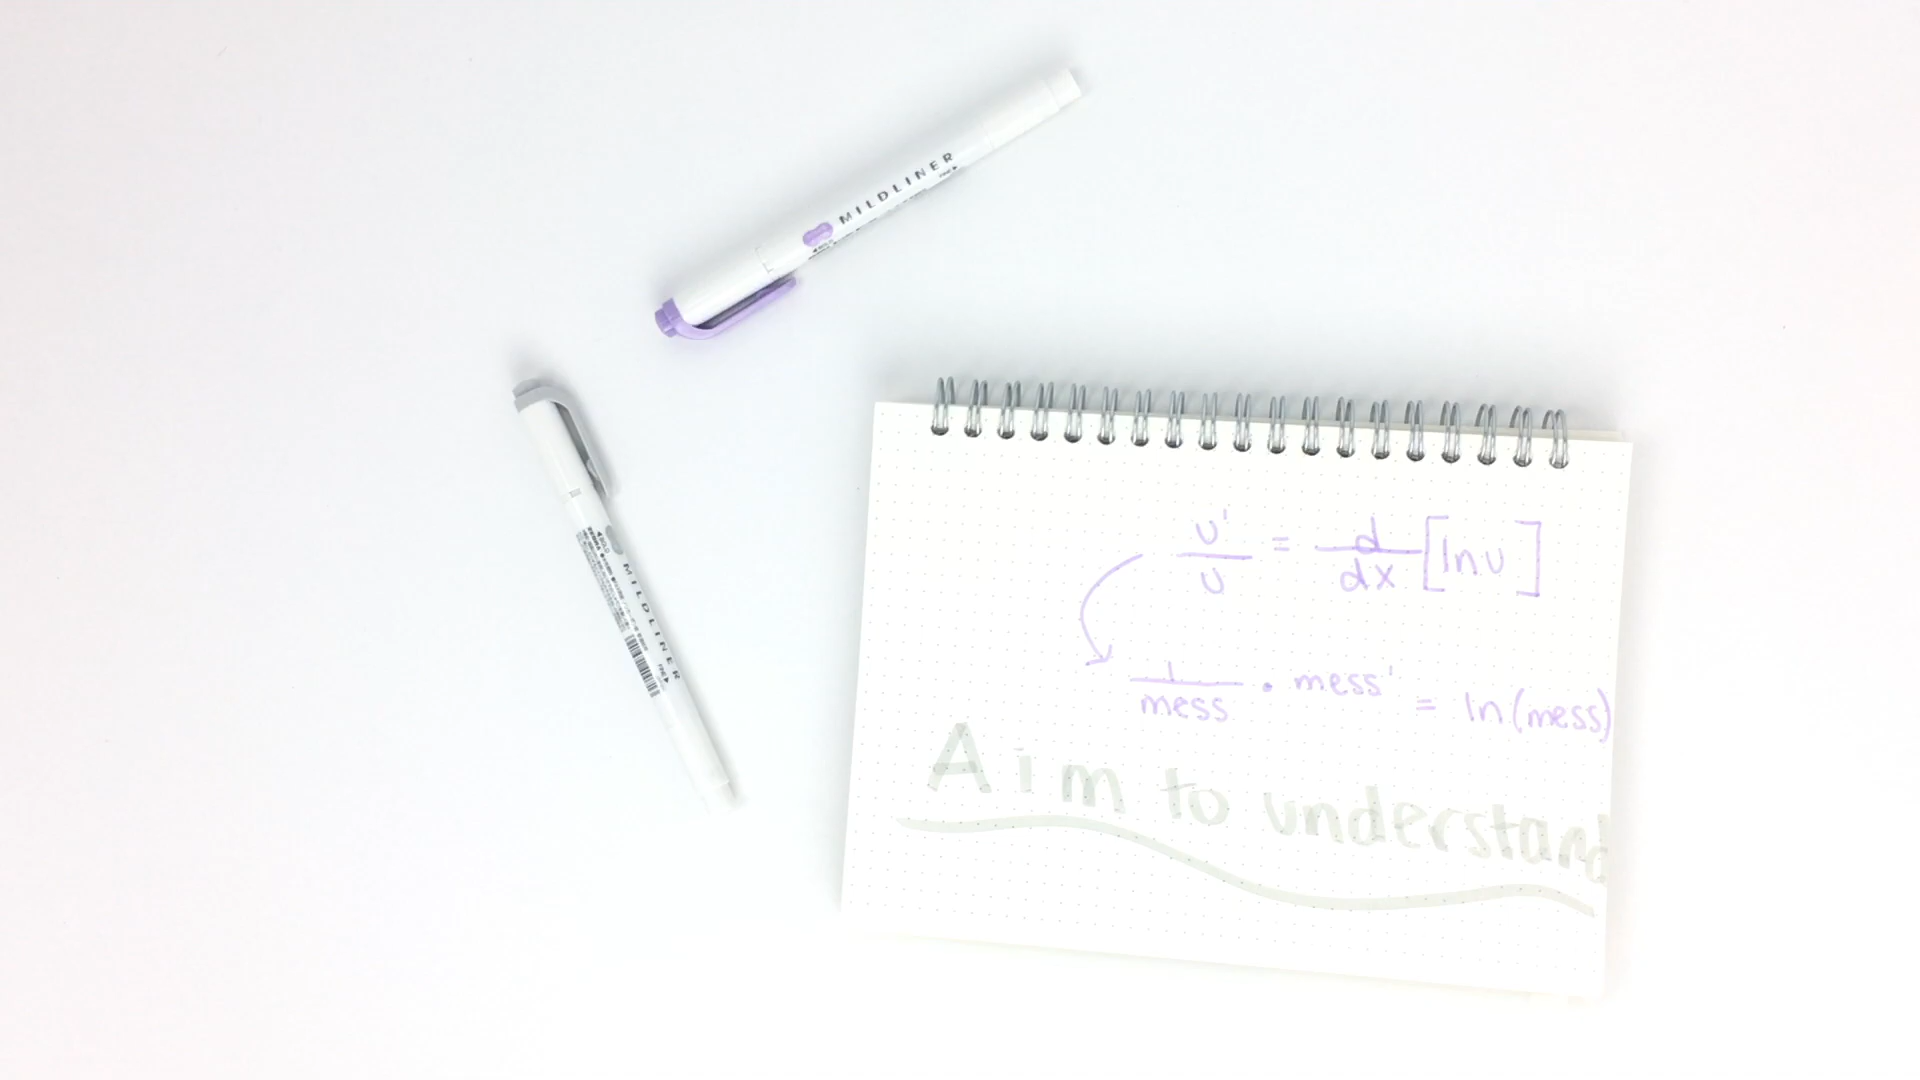 MILDLINER
MILDLINER
u'/u = d/dx [ln u]
1/mess · mess' = ln(mess)
Aim to understand